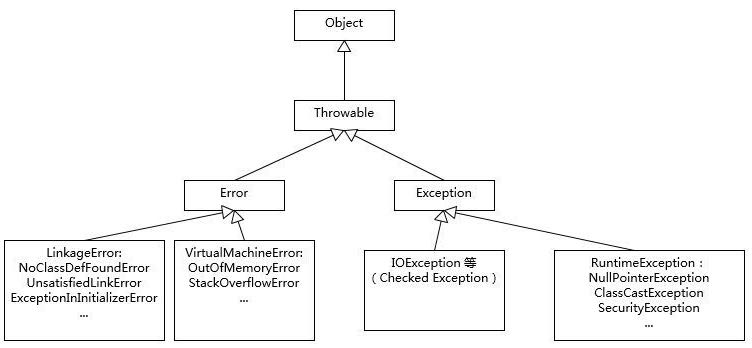 Object
Throwable
Error
Exception
LinkageError:
NoClassDefFoundError
UnsatisfiedLinkError
ExceptionInInitializerError
...
VirtualMachineError:
OutOfMemoryError
StackOverflowError
...
IOException 等
( Checked Exception )
RuntimeException :
NullPointerException
ClassCastException
SecurityException
...